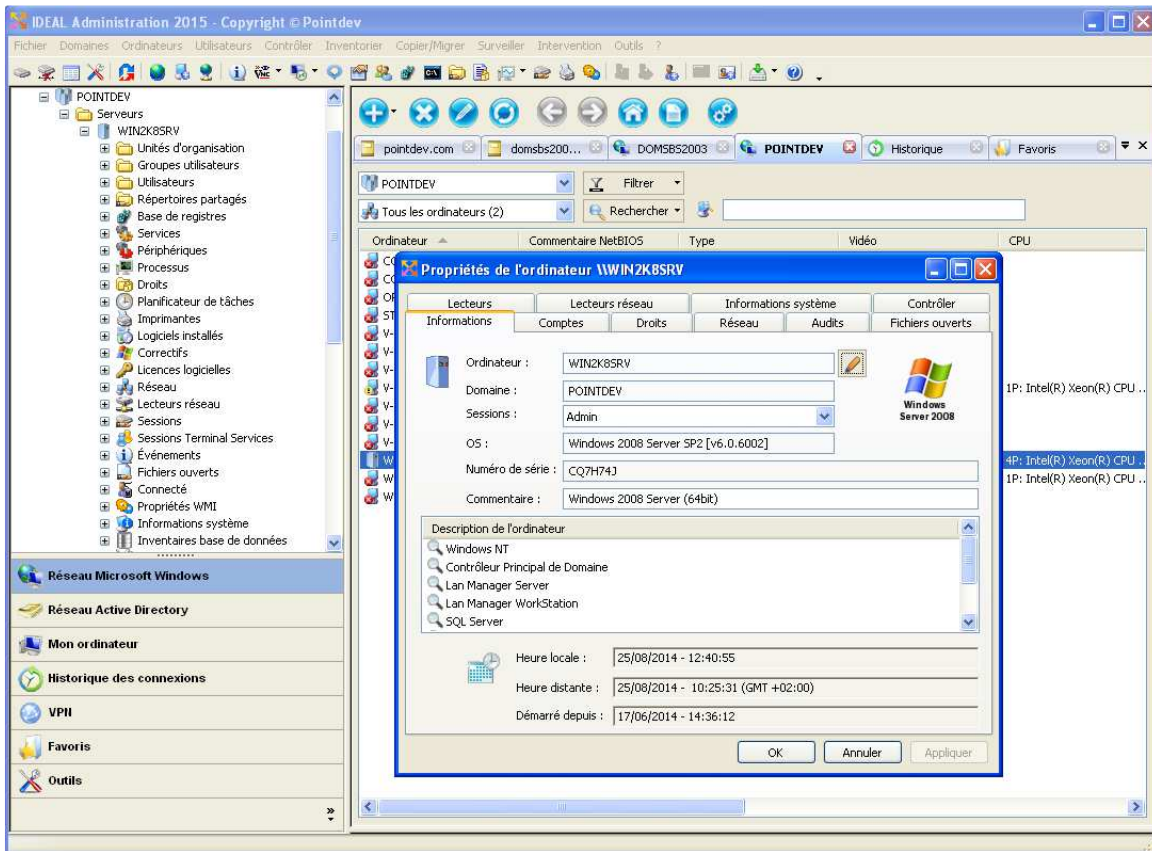 IDEAL Administration 2015 - Copyright © Pointdev
Fichier Domaines Ordinateurs Utilisateurs Contrôler Inventorier Copier/Migrer Surveiller Intervention Outils ?
POINTDEV
Serveurs
WIN2K8SRV
Unités d'organisation
Groupes utilisateurs
Utilisateurs
Répertoires partagés
Base de registres
Services
Périphériques
Processus
Droits
Planificateur de tâches
Imprimantes
Logiciels installés
Correctifs
Licences logicielles
Réseau
Lecteurs réseau
Sessions
Sessions Terminal Services
Événements
Fichiers ouverts
Connecté
Propriétés WMI
Informations système
Inventaires base de données
Réseau Microsoft Windows
Réseau Active Directory
Mon ordinateur
Historique des connexions
VPN
Favoris
Outils
pointdev.com domsbs200... DOMSBS2003 POINTDEV Historique Favoris
POINTDEV Filtrer
Tous les ordinateurs (2) Rechercher
Ordinateur Commentaire NetBIOS Type Vidéo CPU
1P: Intel(R) Xeon(R) CPU ..
4P: Intel(R) Xeon(R) CPU ..
1P: Intel(R) Xeon(R) CPU ..
Propriétés de l'ordinateur \\WIN2K8SRV
Lecteurs Lecteurs réseau Informations système Contrôler
Informations Comptes Droits Réseau Audits Fichiers ouverts
Ordinateur : WIN2K8SRV
Domaine : POINTDEV
Sessions : Admin
OS : Windows 2008 Server SP2 [v6.0.6002]
Numéro de série : CQ7H74J
Commentaire : Windows 2008 Server (64bit)
Windows
Server 2008
Description de l'ordinateur
Windows NT
Contrôleur Principal de Domaine
Lan Manager Server
Lan Manager WorkStation
SQL Server
Heure locale : 25/08/2014 - 12:40:55
Heure distante : 25/08/2014 - 10:25:31 (GMT +02:00)
Démarré depuis : 17/06/2014 - 14:36:12
OK Annuler Appliquer